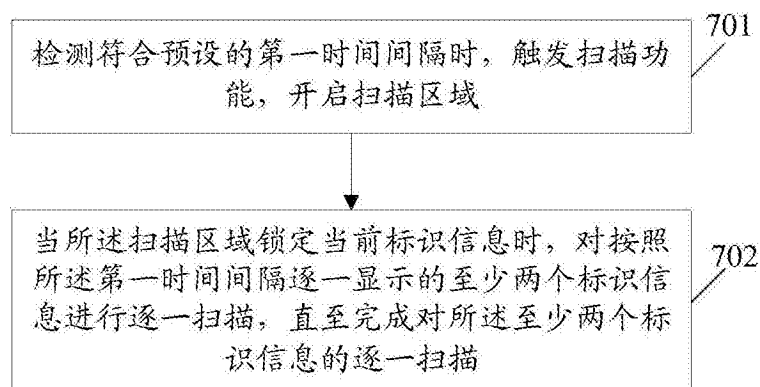 检测符合预设的第一时间间隔时，触发扫描功
能，开启扫描区域
701
当所述扫描区域锁定当前标识信息时，对按照
所述第一时间间隔逐一显示的至少两个标识信
息进行逐一扫描，直至完成对所述至少两个标
识信息的逐一扫描
702